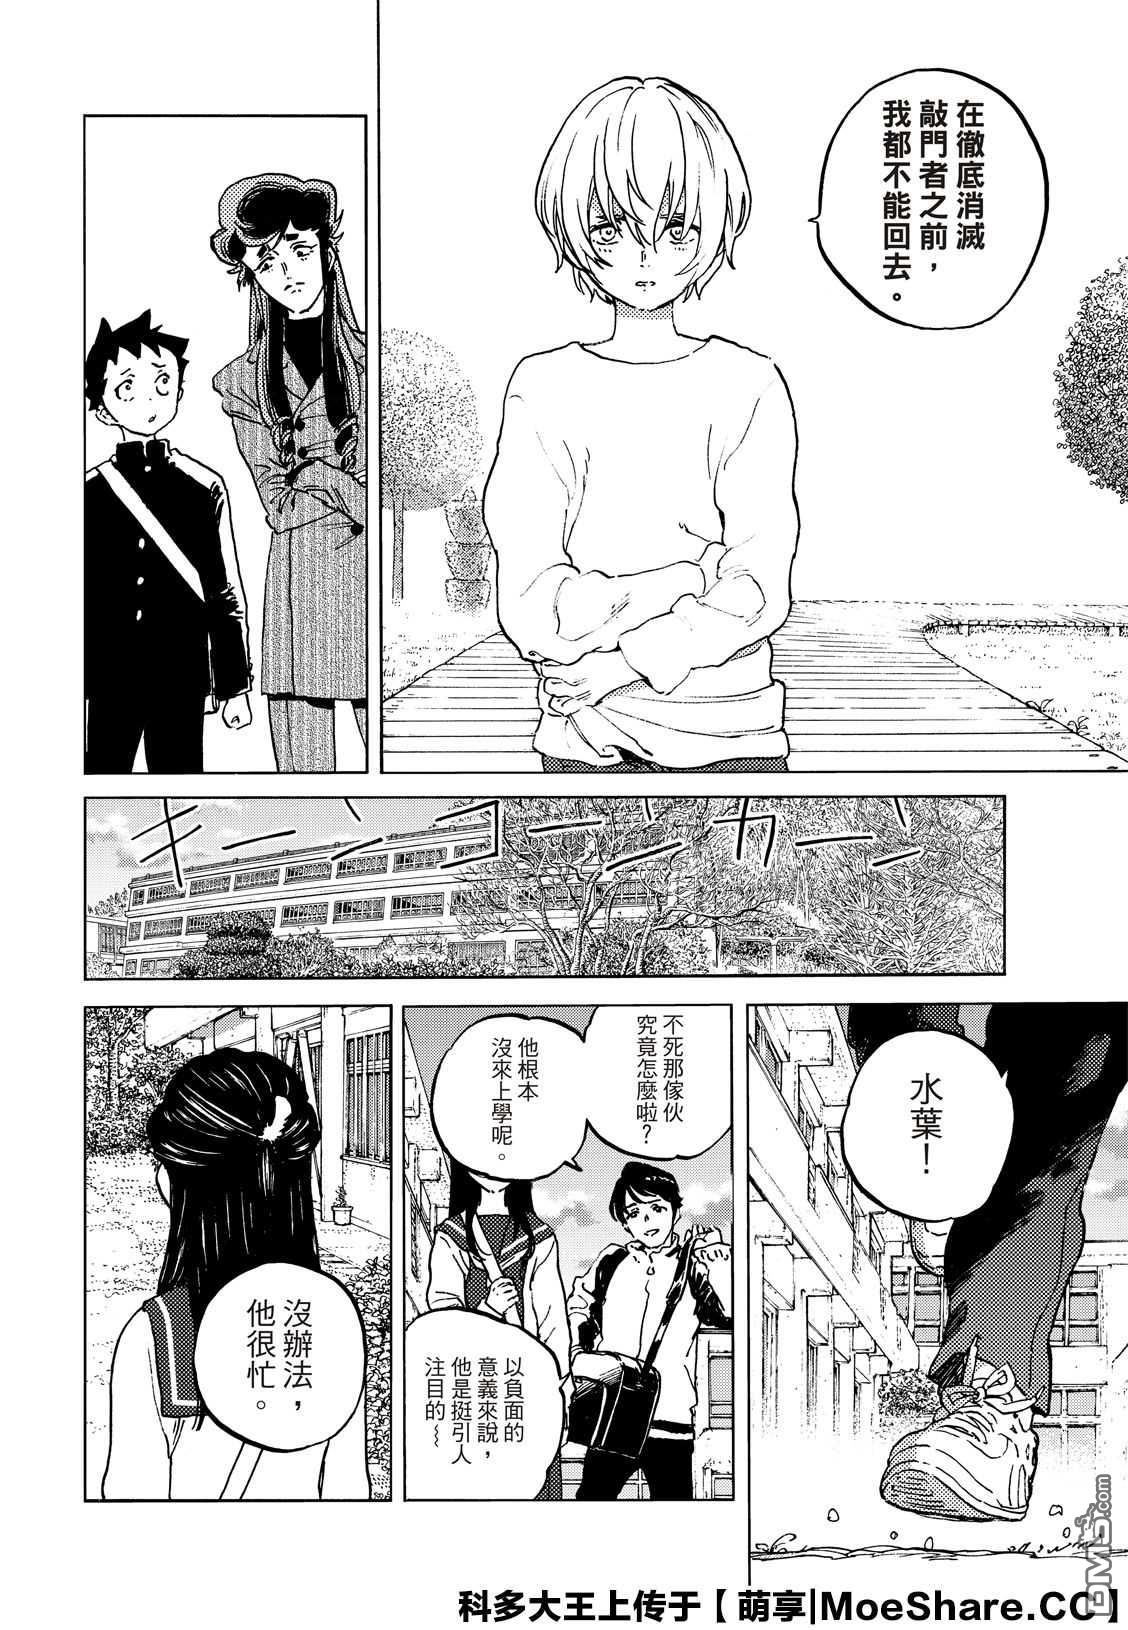 在徹底消滅
敲門者之前，
我都不能回去。
キーンコーンカーン
水葉！
不死那傢伙
究竟怎麼啦？
他根本
沒來上學呢。
以負面的
意義來說，
他是挺引人
注目的～
沒辦法，
他很忙。
科多大王上传于【萌享|MoeShare.CC】
DM5.com